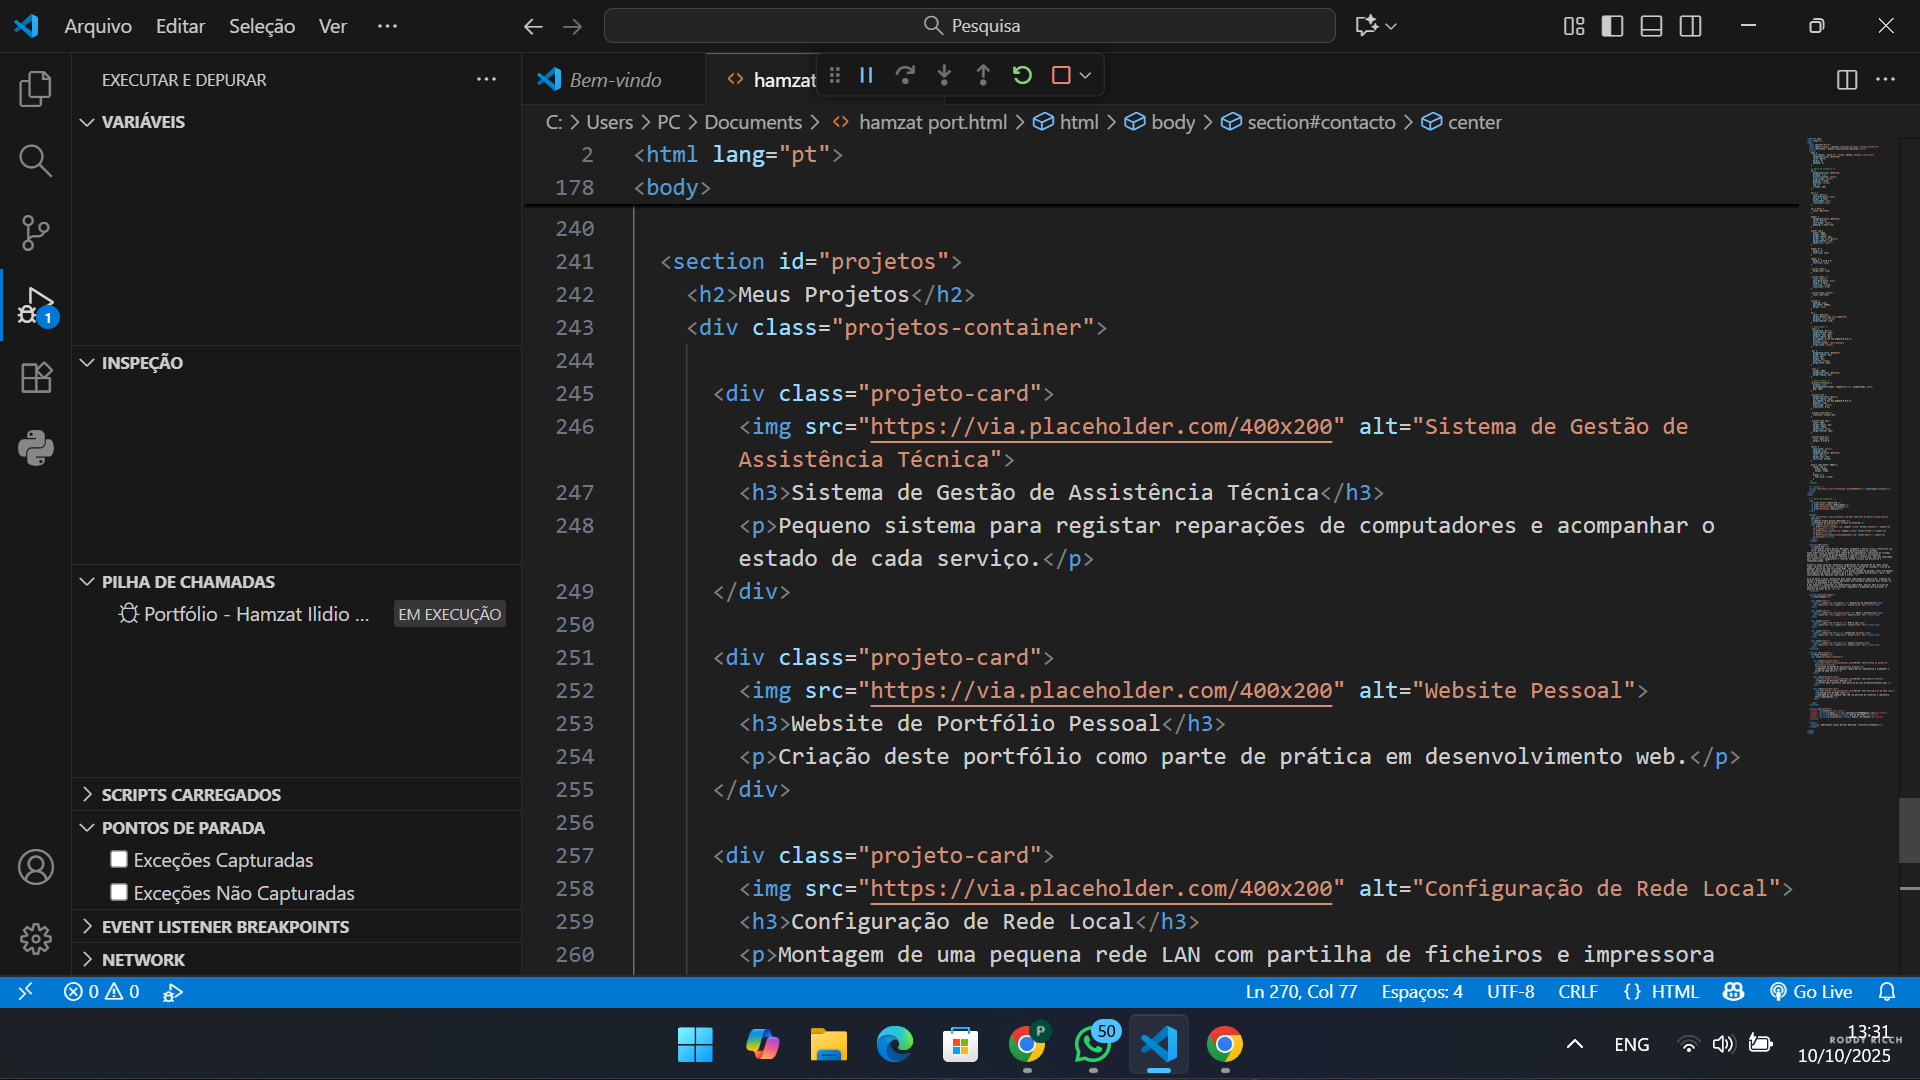 Arquivo Editar Seleção Ver ··· Pesquisa
EXECUTAR E DEPURAR ···
Bem-vindo
hamzat
VARIÁVEIS
C: > Users > PC > Documents > hamzat port.html > html > body > section#contacto > center
2 <html lang="pt">
178 <body>
240
241 <section id="projetos">
242 <h2>Meus Projetos</h2>
243 <div class="projetos-container">
244
245 <div class="projeto-card">
246 <img src="https://via.placeholder.com/400x200" alt="Sistema de Gestão de
Assistência Técnica">
247 <h3>Sistema de Gestão de Assistência Técnica</h3>
248 <p>Pequeno sistema para registar reparações de computadores e acompanhar o
estado de cada serviço.</p>
249 </div>
250
251 <div class="projeto-card">
252 <img src="https://via.placeholder.com/400x200" alt="Website Pessoal">
253 <h3>Website de Portfólio Pessoal</h3>
254 <p>Criação deste portfólio como parte de prática em desenvolvimento web.</p>
255 </div>
256
257 <div class="projeto-card">
258 <img src="https://via.placeholder.com/400x200" alt="Configuração de Rede Local">
259 <h3>Configuração de Rede Local</h3>
260 <p>Montagem de uma pequena rede LAN com partilha de ficheiros e impressora
1
INSPEÇÃO
PILHA DE CHAMADAS
Portfólio - Hamzat Ilidio ... EM EXECUÇÃO
SCRIPTS CARREGADOS
PONTOS DE PARADA
Exceções Capturadas
Exceções Não Capturadas
EVENT LISTENER BREAKPOINTS
NETWORK
0 0
Ln 270, Col 77 Espaços: 4 UTF-8 CRLF {} HTML Go Live
P
50
ENG
13:31
RODDY RICCH
10/10/2025